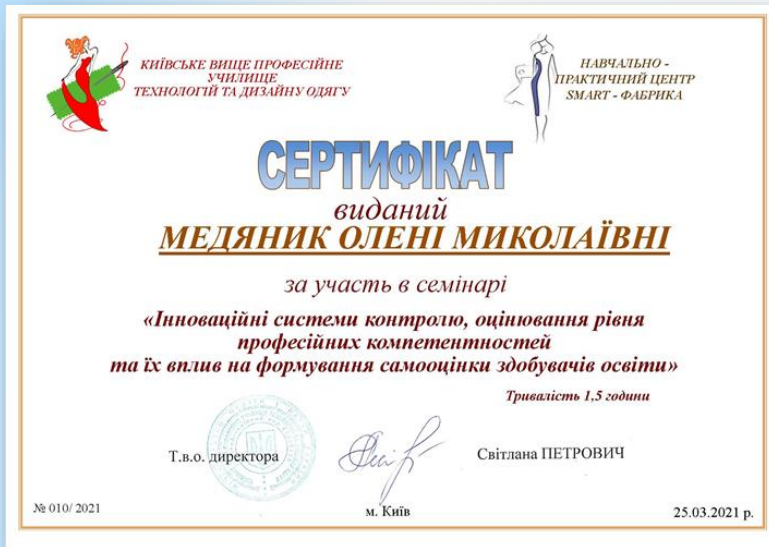 КИЇВСЬКЕ ВИЩЕ ПРОФЕСІЙНЕ
УЧИЛИЩЕ
ТЕХНОЛОГІЙ ТА ДИЗАЙНУ ОДЯГУ
НАВЧАЛЬНО -
ПРАКТИЧНИЙ ЦЕНТР
SMART - ФАБРИКА
СЕРТИФІКАТ
виданий
МЕДЯНИК ОЛЕНІ МИКОЛАЇВНІ
за участь в семінарі
«Інноваційні системи контролю, оцінювання рівня
професійних компетентностей
та їх вплив на формування самооцінки здобувачів освіти»
Тривалість 1,5 години
Т.в.о. директора
Світлана ПЕТРОВИЧ
№ 010/ 2021
м. Київ
25.03.2021 р.